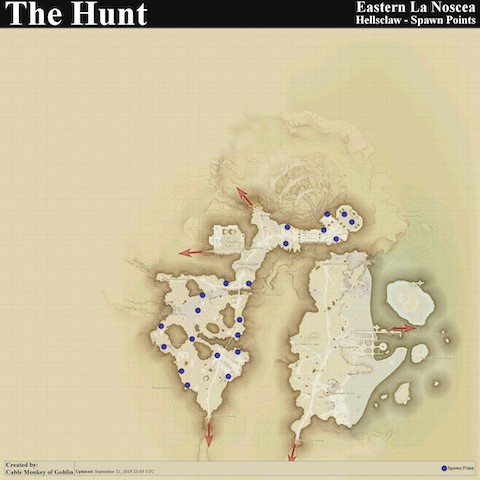 The Hunt
Eastern La Noscea
Hellsclaw - Spawn Points
Created by:
Cable Monkey of Goblin
Updated: September 21, 2019 23:03 UTC
Spawn Point